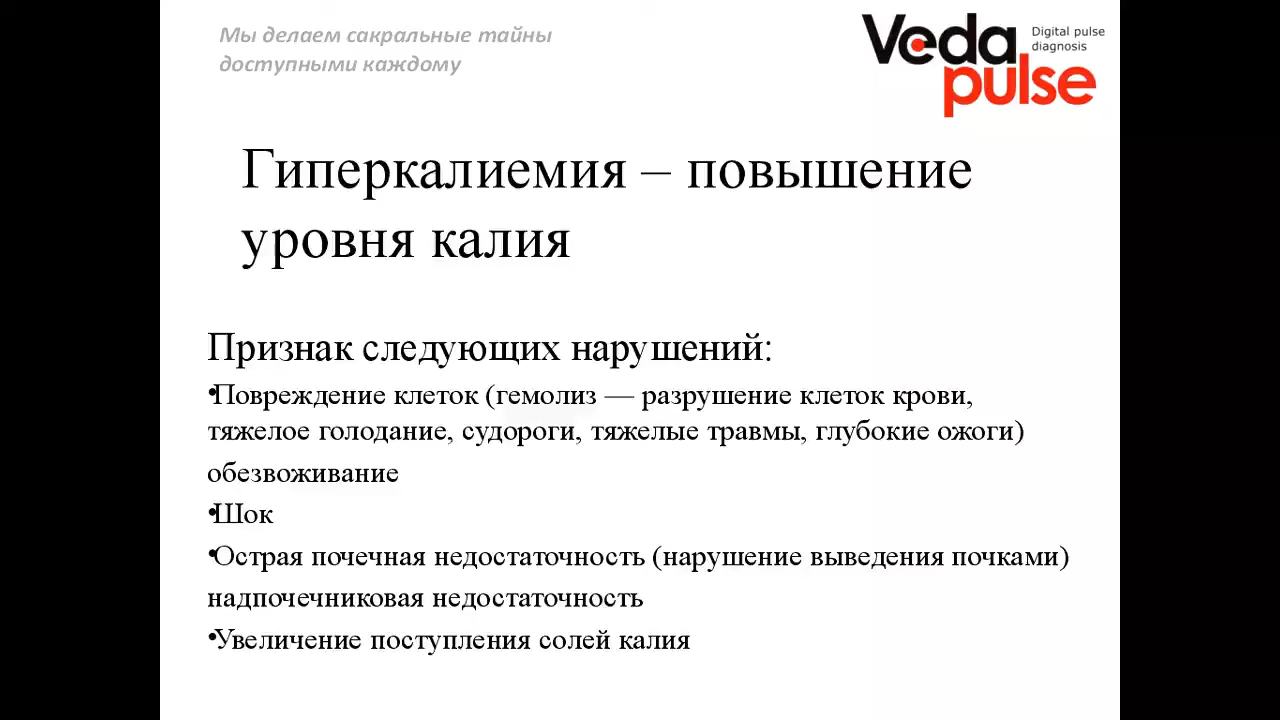 Мы делаем сакральные тайны
доступными каждому
Veda
pulse
Digital pulse
diagnosis
Гиперкалиемия – повышение
уровня калия
Признак следующих нарушений:
•Повреждение клеток (гемолиз — разрушение клеток крови,
тяжелое голодание, судороги, тяжелые травмы, глубокие ожоги)
обезвоживание
•Шок
•Острая почечная недостаточность (нарушение выведения почками)
надпочечниковая недостаточность
•Увеличение поступления солей калия